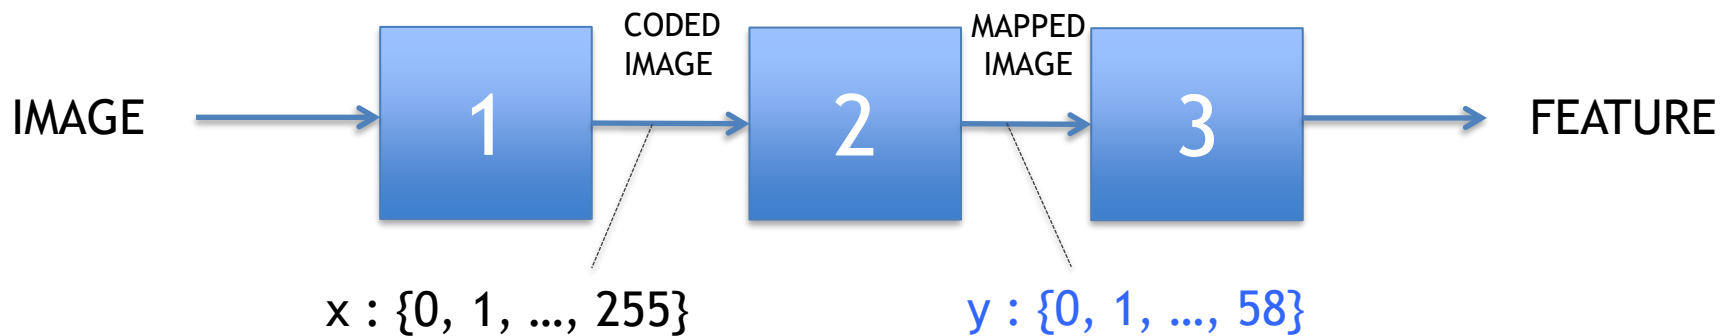 IMAGE
1
CODED
IMAGE
2
MAPPED
IMAGE
3
FEATURE
x : {0, 1, …, 255}
y : {0, 1, …, 58}